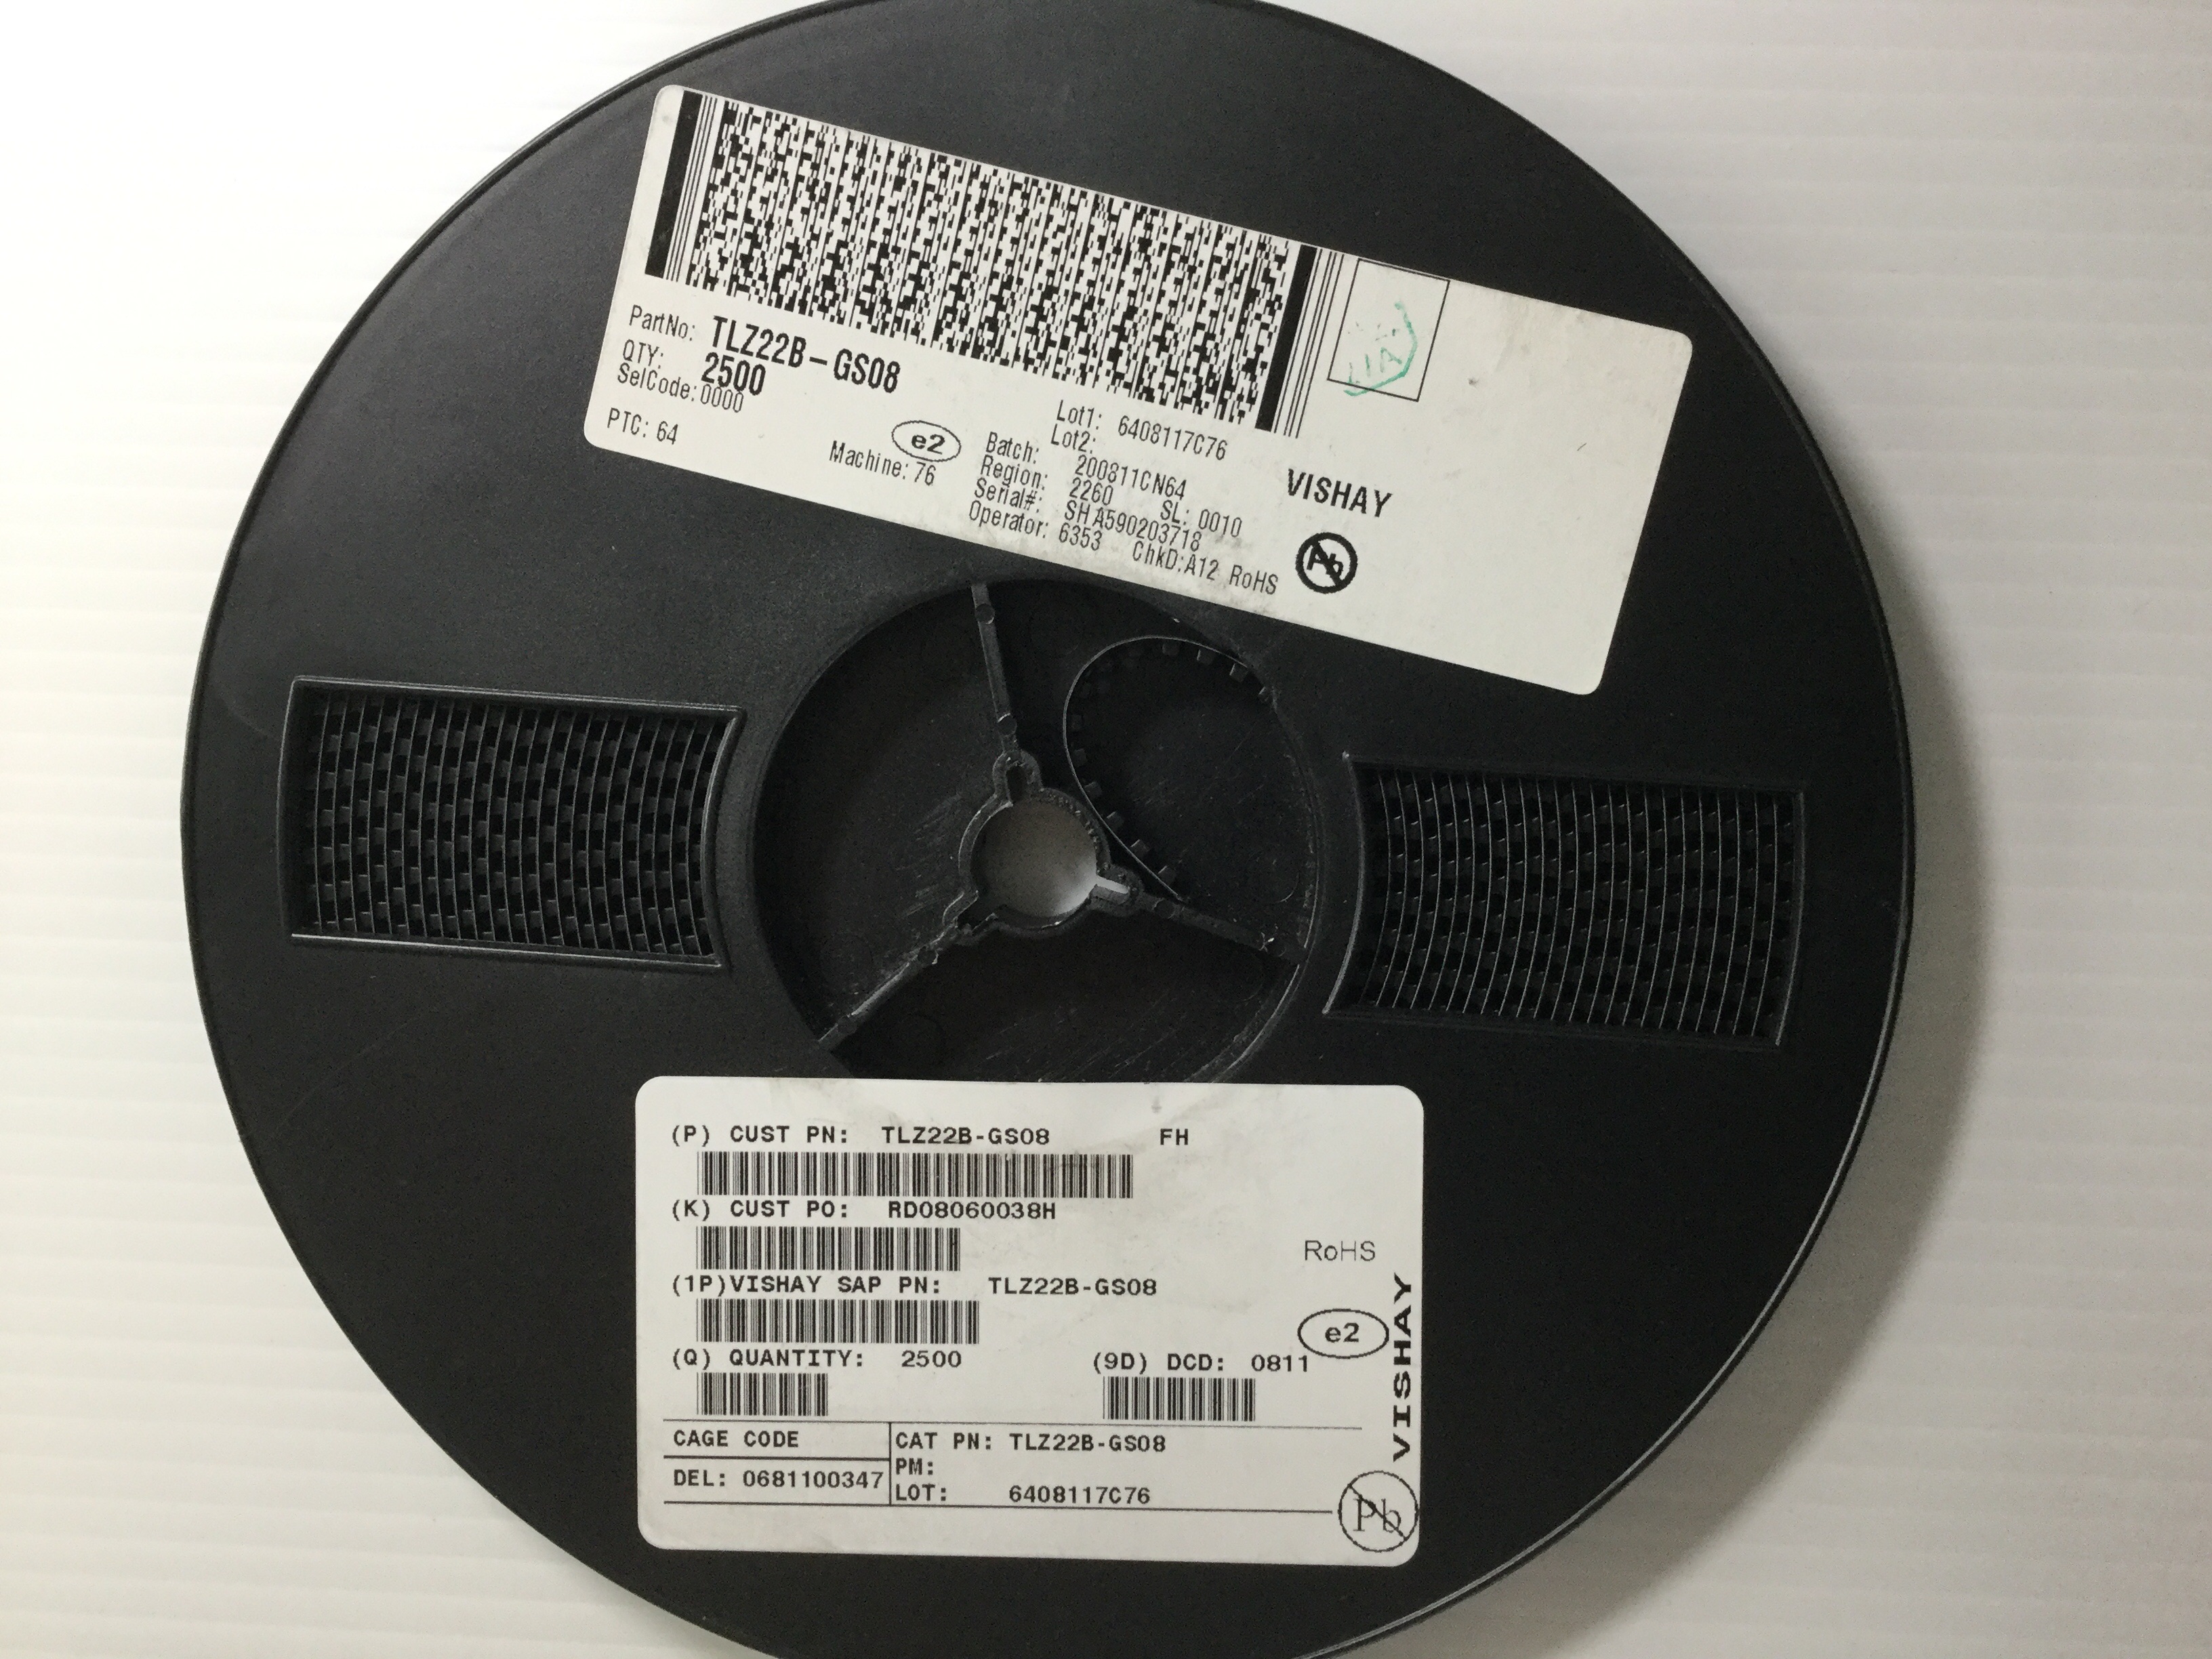 PartNo: TLZ22B-GS08
QTY: 2500
SelCode: 0000
PTC: 64
e2
Machine: 76
Lot1: 6408117C76
Lot2:
Batch: 200811CN64
Region: 2260 SL: 0010
Serial#: SHA590203718
Operator: 6353 ChkD:A12 RoHS
VISHAY
Pb
(P) CUST PN: TLZ22B-GS08 FH
(K) CUST PO: RD08060038H
RoHS
(1P)VISHAY SAP PN: TLZ22B-GS08
e2
(Q) QUANTITY: 2500 (9D) DCD: 0811
VISHAY
CAGE CODE
DEL: 0681100347
CAT PN: TLZ22B-GS08
PM:
LOT: 6408117C76
Pb